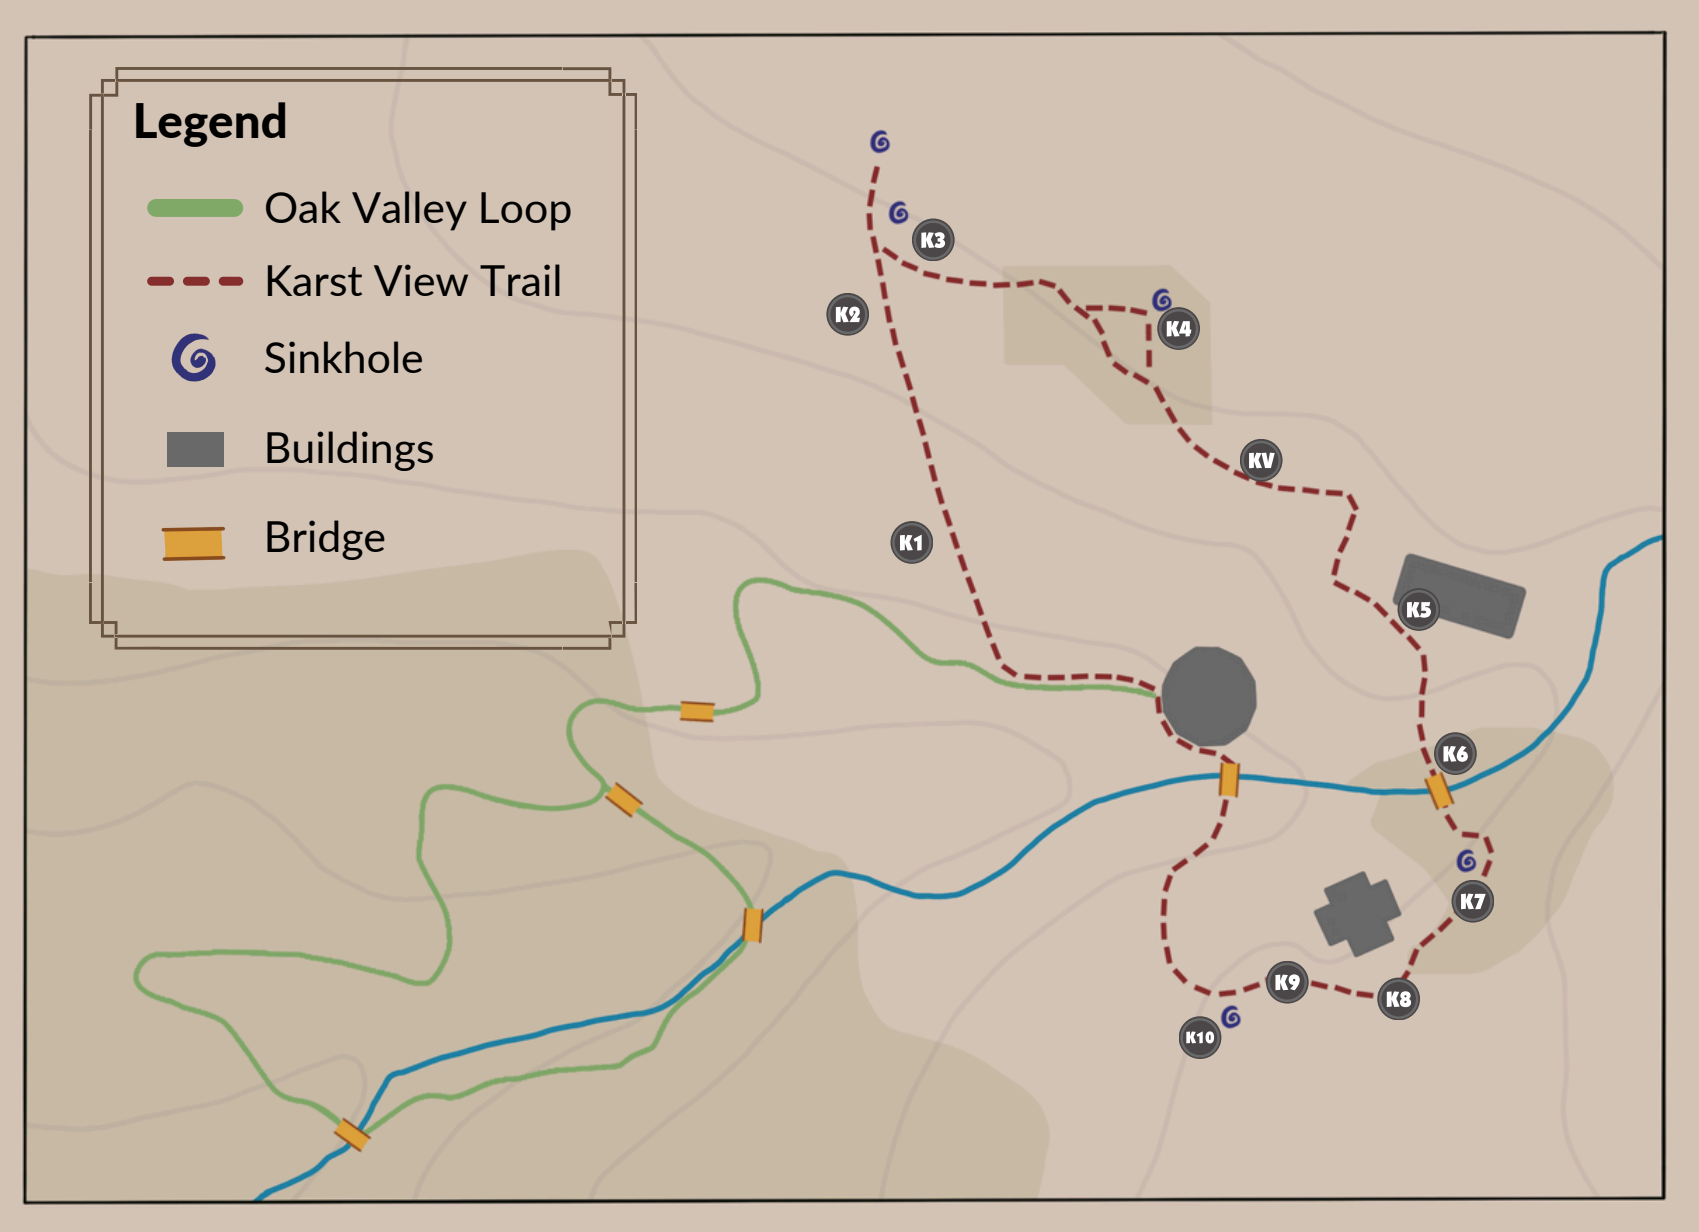 Legend
Oak Valley Loop
Karst View Trail
Sinkhole
Buildings
Bridge
K3
K2
K4
KV
K1
K5
K6
K7
K9
K8
K10